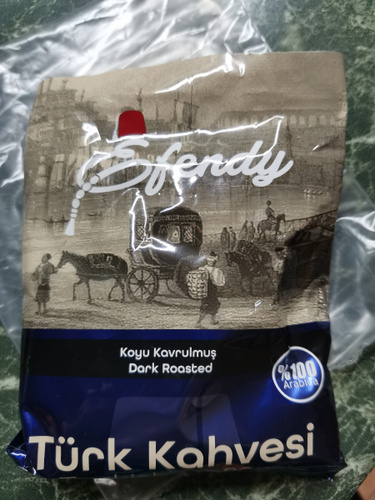 Efendy
Koyu Kavrulmuş
Dark Roasted
%100
Arabica
Türk Kahvesi